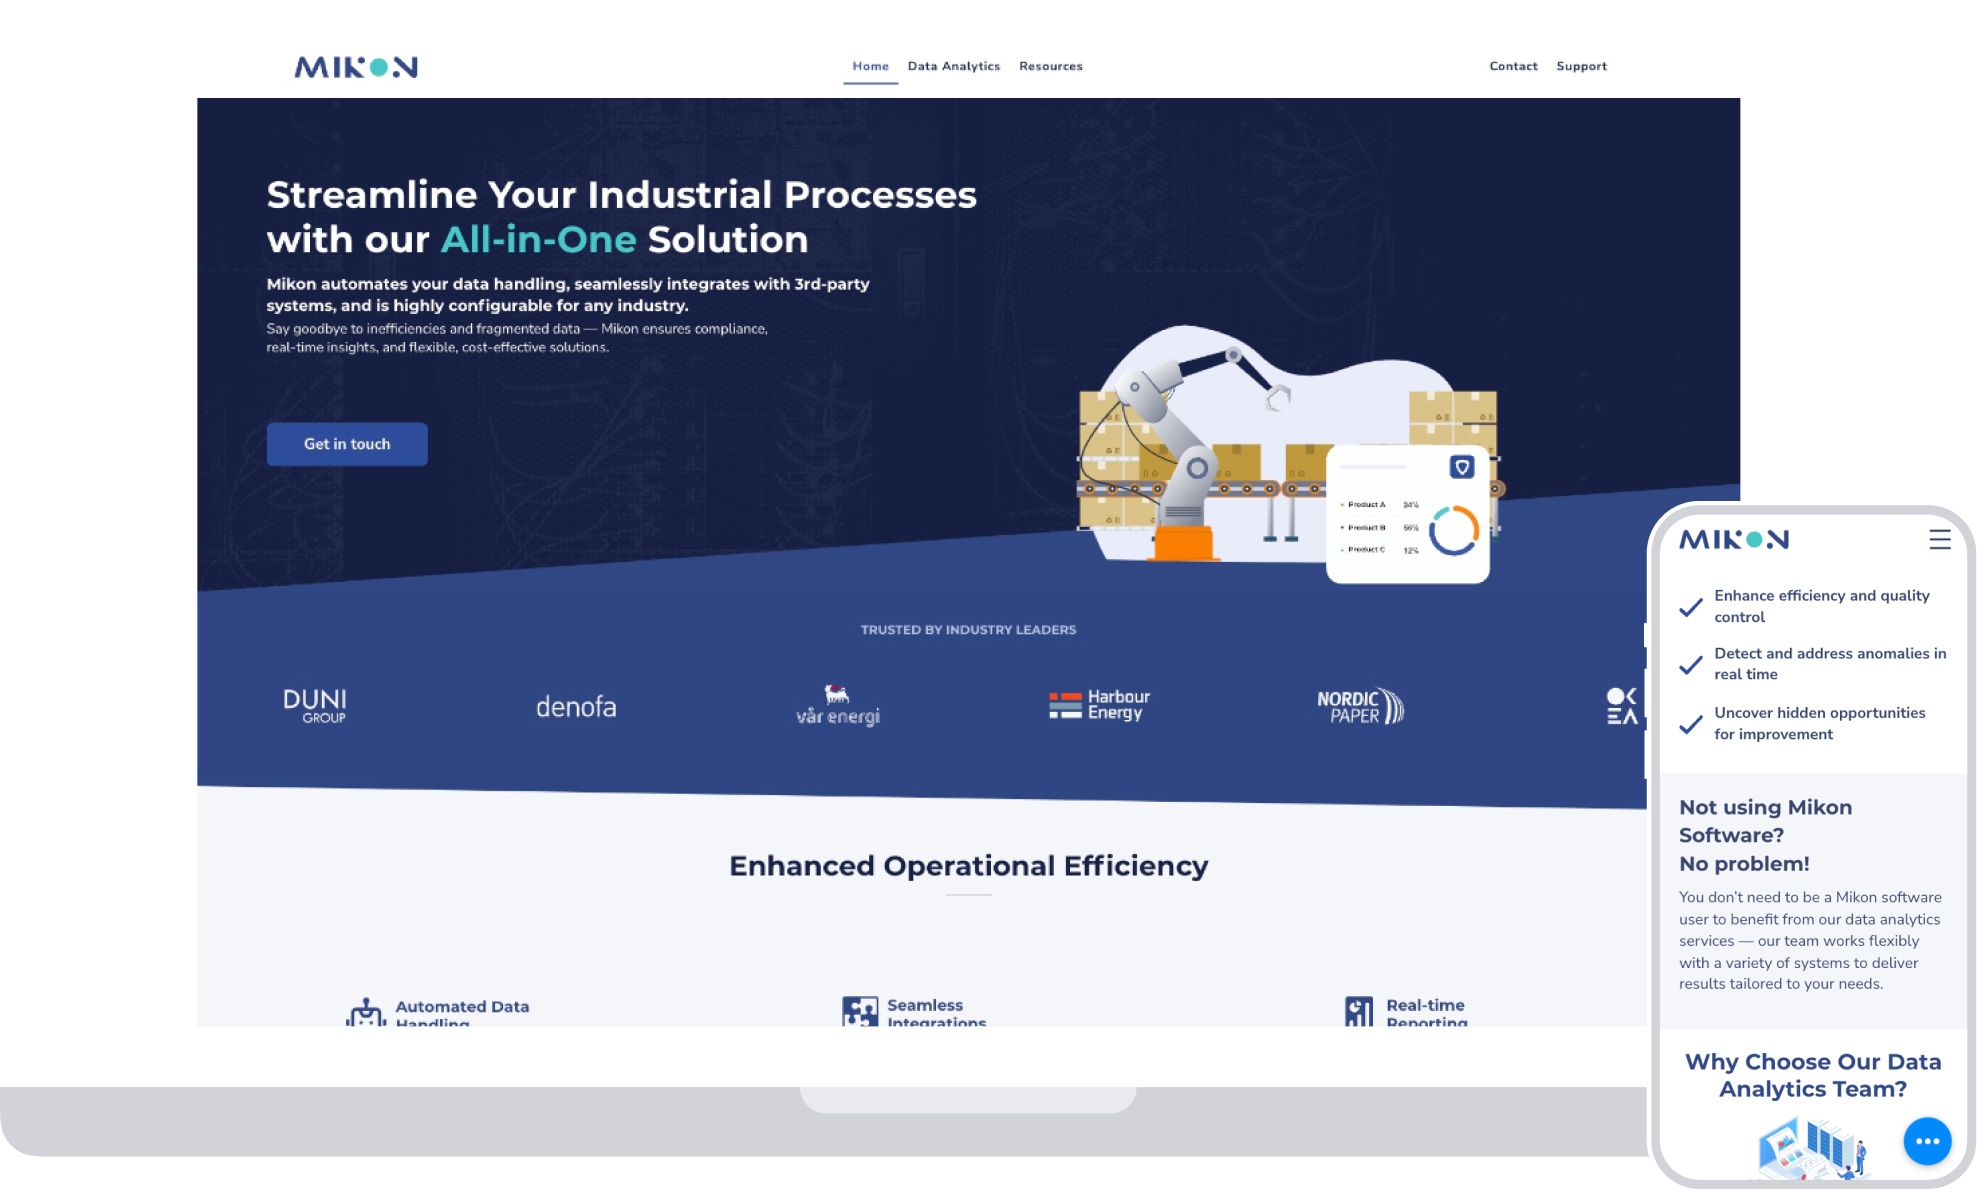 MIKON
Home Data Analytics Resources
Contact Support
Streamline Your Industrial Processes
with our All-in-One Solution
Mikon automates your data handling, seamlessly integrates with 3rd-party
systems, and is highly configurable for any industry.
Say goodbye to inefficiencies and fragmented data — Mikon ensures compliance,
real-time insights, and flexible, cost-effective solutions.
Get in touch
Product A 34%
Product B 56%
Product C 12%
TRUSTED BY INDUSTRY LEADERS
DUNI
GROUP
denofa
vår energi
Harbour
Energy
NORDIC
PAPER
OKEA
Enhanced Operational Efficiency
Automated Data
Handling
Seamless
Integrations
Real-time
Reporting
MIKON
Enhance efficiency and quality
control
Detect and address anomalies in
real time
Uncover hidden opportunities
for improvement
Not using Mikon
Software?
No problem!
You don't need to be a Mikon software
user to benefit from our data analytics
services — our team works flexibly
with a variety of systems to deliver
results tailored to your needs.
Why Choose Our Data
Analytics Team?